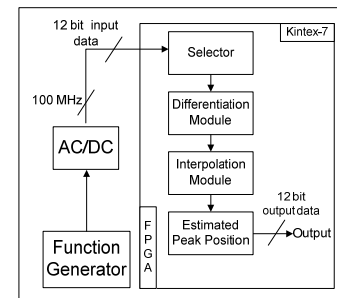 12 bit input
data
Kintex-7
Selector
100 MHz
Differentiation
Module
AC/DC
Interpolation
Module
12 bit
output data
Estimated
Peak Position
Output
F
P
G
A
Function
Generator